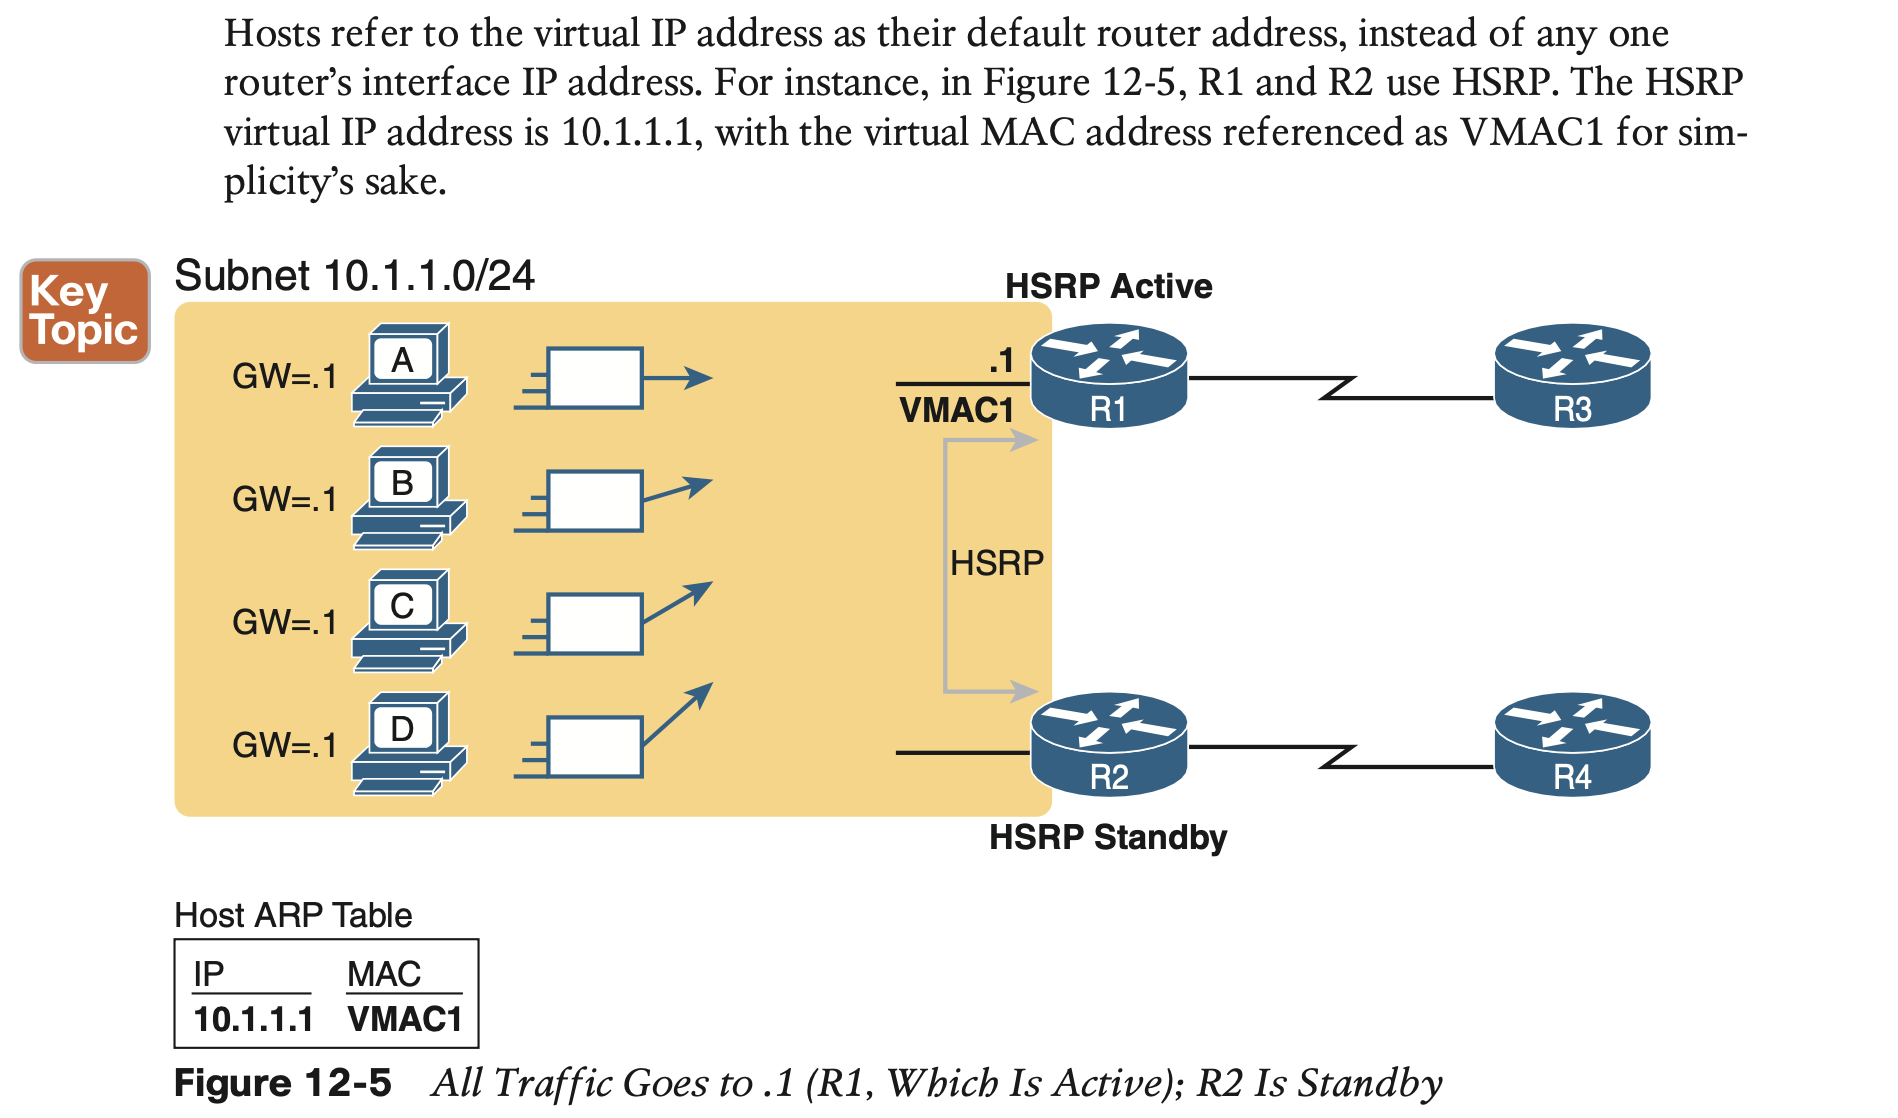 Hosts refer to the virtual IP address as their default router address, instead of any one
router’s interface IP address. For instance, in Figure 12-5, R1 and R2 use HSRP. The HSRP
virtual IP address is 10.1.1.1, with the virtual MAC address referenced as VMAC1 for sim-
plicity’s sake.
Key
Topic
Subnet 10.1.1.0/24
HSRP Active
GW=.1
A
.1
VMAC1
R1
R3
GW=.1
B
HSRP
GW=.1
C
GW=.1
D
R2
R4
HSRP Standby
Host ARP Table
IP MAC
10.1.1.1 VMAC1
Figure 12-5 All Traffic Goes to .1 (R1, Which Is Active); R2 Is Standby